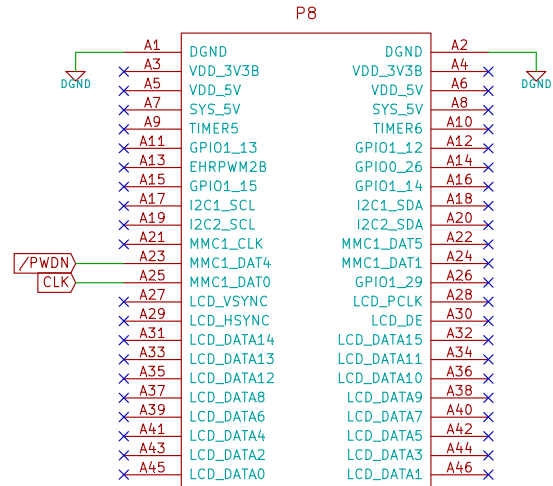 P8
A1 DGND DGND A2
DGND DGND
A3 VDD_3V3B VDD_3V3B A4
A5 VDD_5V VDD_5V A6
A7 SYS_5V SYS_5V A8
A9 TIMER5 TIMER6 A10
A11 GPIO1_13 GPIO1_12 A12
A13 EHRPWM2B GPIO0_26 A14
A15 GPIO1_15 GPIO1_14 A16
A17 I2C1_SCL I2C1_SDA A18
A19 I2C2_SCL I2C2_SDA A20
A21 MMC1_CLK MMC1_DAT5 A22
/PWDN A23 MMC1_DAT4 MMC1_DAT1 A24
CLK A25 MMC1_DAT0 GPIO1_29 A26
A27 LCD_VSYNC LCD_PCLK A28
A29 LCD_HSYNC LCD_DE A30
A31 LCD_DATA14 LCD_DATA15 A32
A33 LCD_DATA13 LCD_DATA11 A34
A35 LCD_DATA12 LCD_DATA10 A36
A37 LCD_DATA8 LCD_DATA9 A38
A39 LCD_DATA6 LCD_DATA7 A40
A41 LCD_DATA4 LCD_DATA5 A42
A43 LCD_DATA2 LCD_DATA3 A44
A45 LCD_DATA0 LCD_DATA1 A46